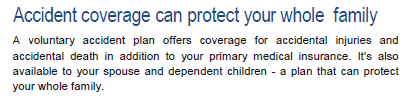 Accident coverage can protect your whole family
A voluntary accident plan offers coverage for accidental injuries and
accidental death in addition to your primary medical insurance. It's also
available to your spouse and dependent children - a plan that can protect
your whole family.